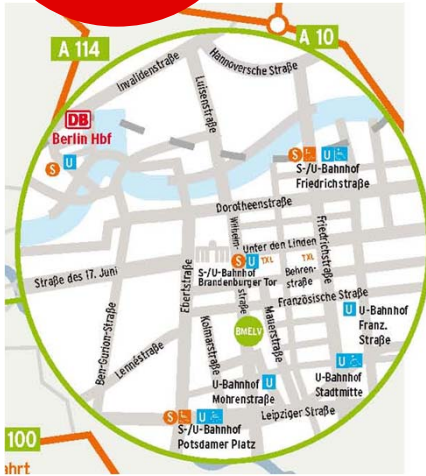 A 114
A 10
Invalidenstraße
Luisenstraße
Hannoversche Straße
DB
Berlin Hbf
S U
S U
S-/U-Bahnhof
Friedrichstraße
Dorotheenstraße
Wilhelm-
straße
Unter den Linden
S U TXL
TXL
S-/U-Bahnhof
Brandenburger Tor
Behren-
straße
Friedrichstraße
Straße des 17. Juni
Ebertstraße
Französische Straße
Ben-Gurion-Straße
Lennéstraße
Kolmarstraße
BMELV
Mauerstraße
U U-Bahnhof
Franz.
Straße
U-Bahnhof U
Mohrenstraße
U
U-Bahnhof
Stadtmitte
S U
S-/U-Bahnhof
Potsdamer Platz
Leipziger Straße
100
ahrt